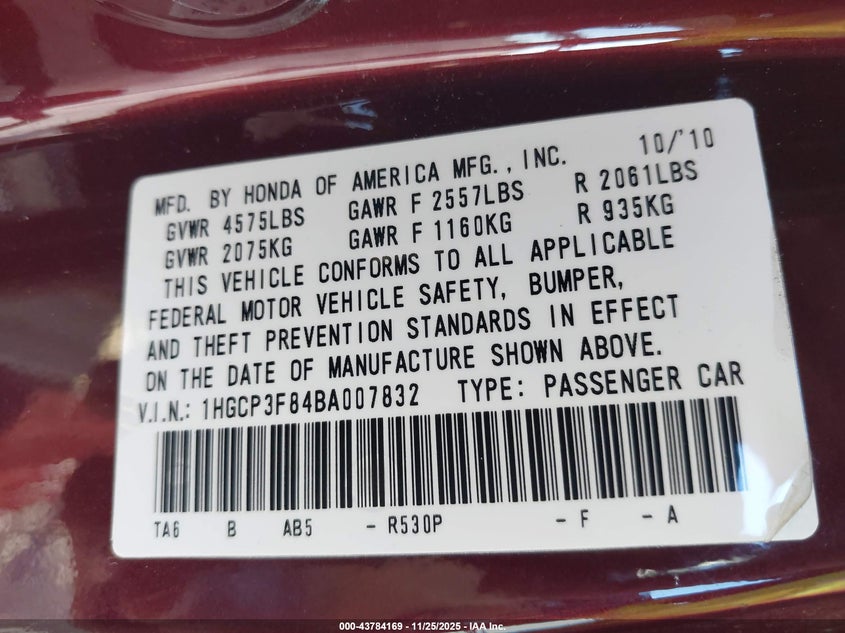 MFD. BY HONDA OF AMERICA MFG., INC. 10/'10
GVWR 4575LBS GAWR F 2557LBS R 2061LBS
GVWR 2075KG GAWR F 1160KG R 935KG
THIS VEHICLE CONFORMS TO ALL APPLICABLE
FEDERAL MOTOR VEHICLE SAFETY, BUMPER,
AND THEFT PREVENTION STANDARDS IN EFFECT
ON THE DATE OF MANUFACTURE SHOWN ABOVE.
V.I.N.: 1HGCP3F84BA007832 TYPE: PASSENGER CAR
TA6 B AB5 - R530P - F - A
000-43784169 - 11/25/2025 - IAA Inc.